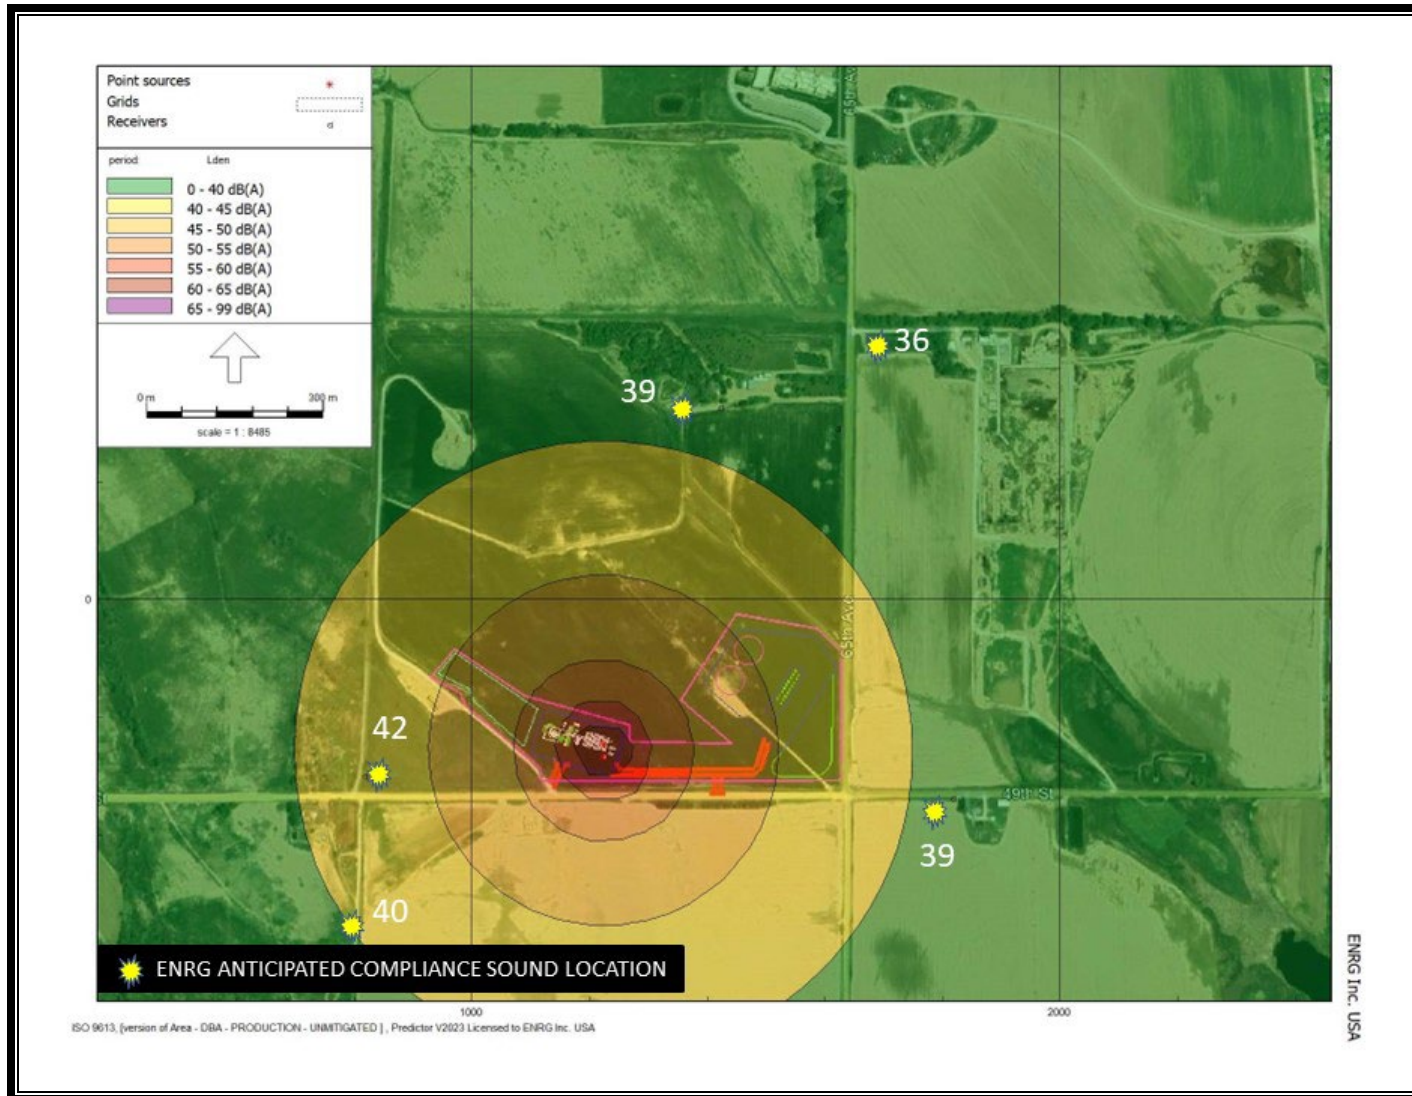 Point sources
Grids
Receivers
period Lden
0 - 40 dB(A)
40 - 45 dB(A)
45 - 50 dB(A)
50 - 55 dB(A)
55 - 60 dB(A)
60 - 65 dB(A)
65 - 99 dB(A)
0 m 300 m
scale = 1 : 8485
65th Ave
36
39
0
65th Ave
42
49th St
39
40
ENRG ANTICIPATED COMPLIANCE SOUND LOCATION
1000
2000
ISO 9613, [version of Area - DBA - PRODUCTION - UNMITIGATED ] , Predictor V2023 Licensed to ENRG Inc. USA
ENRG Inc. USA